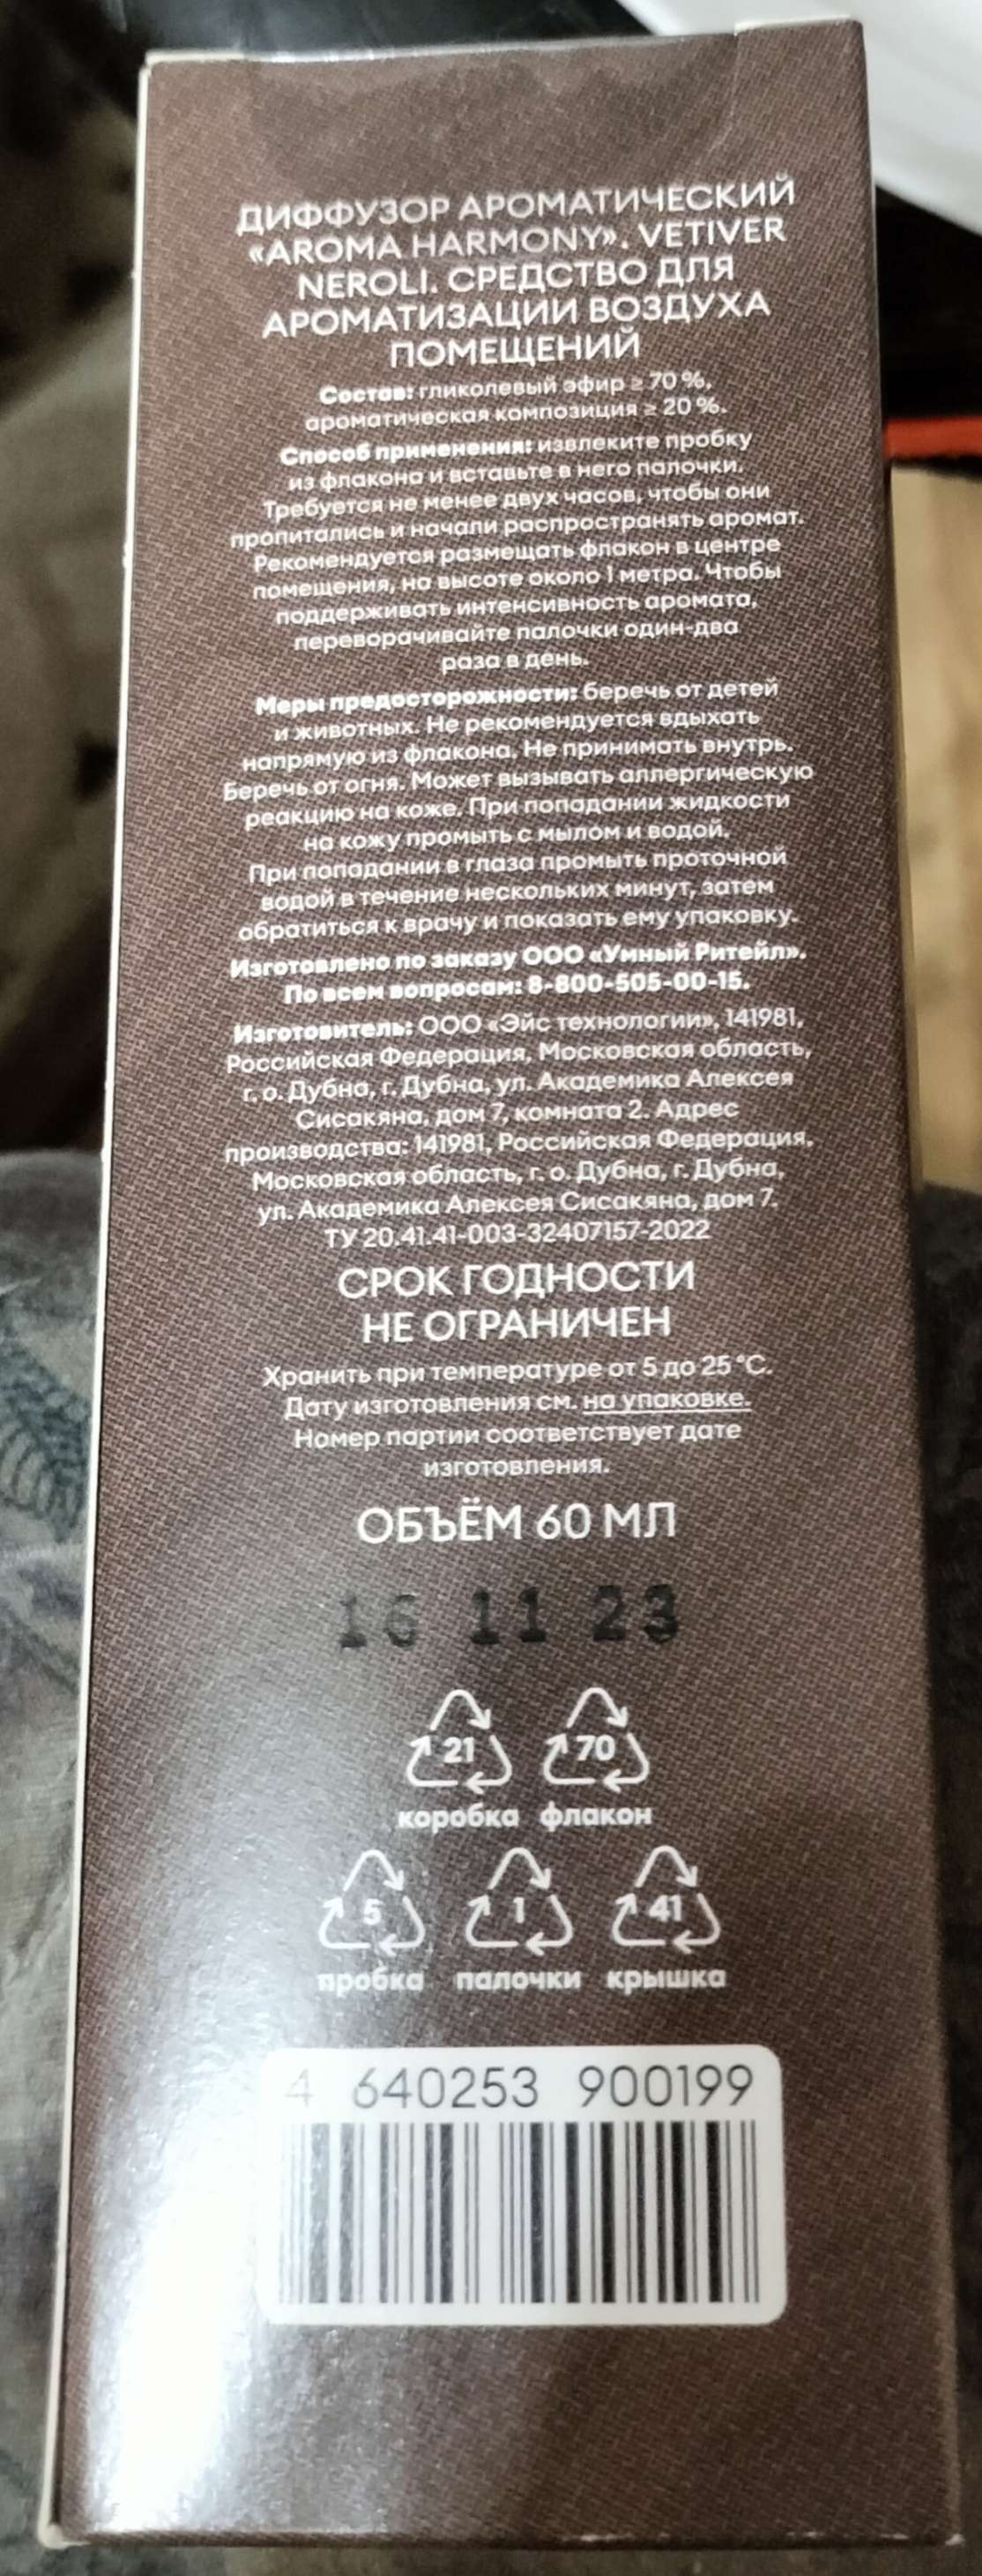 ДИФФУЗОР АРОМАТИЧЕСКИЙ
«AROMA HARMONY». VETIVER
NEROLI. СРЕДСТВО ДЛЯ
АРОМАТИЗАЦИИ ВОЗДУХА
ПОМЕЩЕНИЙ
Состав: гликолевый эфир ≥ 70 %,
ароматическая композиция ≥ 20 %.
Способ применения: извлеките пробку
из флакона и вставьте в него палочки.
Требуется не менее двух часов, чтобы они
пропитались и начали распространять аромат.
Рекомендуется размещать флакон в центре
помещения, на высоте около 1 метра. Чтобы
поддерживать интенсивность аромата,
переворачивайте палочки один-два
раза в день.
Меры предосторожности: беречь от детей
и животных. Не рекомендуется вдыхать
напрямую из флакона. Не принимать внутрь.
Беречь от огня. Может вызывать аллергическую
реакцию на коже. При попадании жидкости
на кожу промыть с мылом и водой.
При попадании в глаза промыть проточной
водой в течение нескольких минут, затем
обратиться к врачу и показать ему упаковку.
Изготовлено по заказу ООО «Умный Ритейл».
По всем вопросам: 8-800-505-00-15.
Изготовитель: ООО «Эйс технологии», 141981,
Российская Федерация, Московская область,
г. о. Дубна, г. Дубна, ул. Академика Алексея
Сисакяна, дом 7, комната 2. Адрес
производства: 141981, Российская Федерация,
Московская область, г. о. Дубна, г. Дубна,
ул. Академика Алексея Сисакяна, дом 7.
ТУ 20.41.41-003-32407157-2022
СРОК ГОДНОСТИ
НЕ ОГРАНИЧЕН
Хранить при температуре от 5 до 25 °C.
Дату изготовления см. на упаковке.
Номер партии соответствует дате
изготовления.
ОБЪЁМ 60 МЛ
16 11 23
21 70
коробка флакон
5 1 41
пробка палочки крышка
4 640253 900199